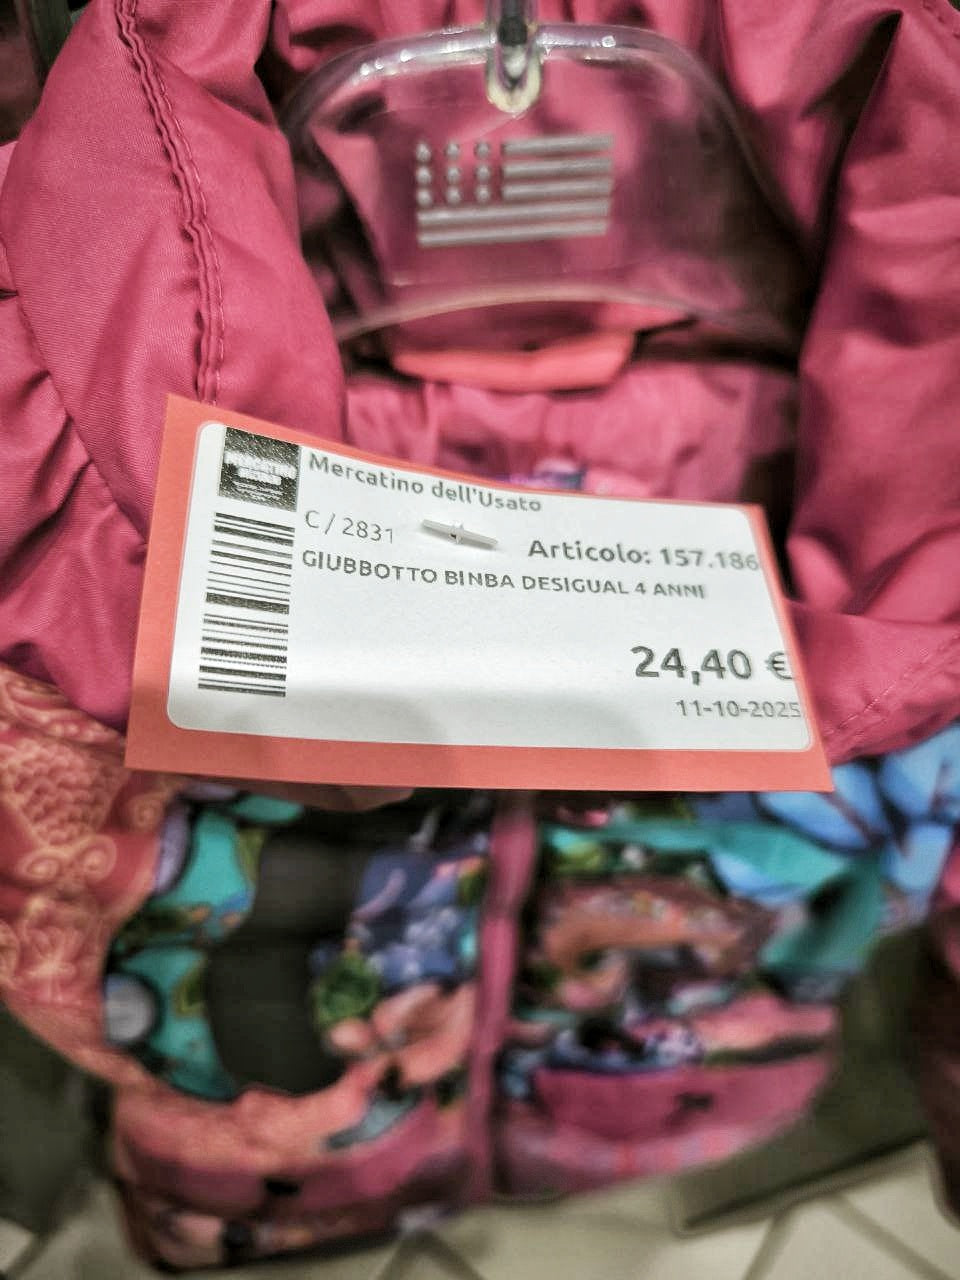 Mercatino dell'Usato
C / 2831
Articolo: 157.186
GIUBBOTTO BINBA DESIGUAL 4 ANNI
24,40 €
11-10-2025